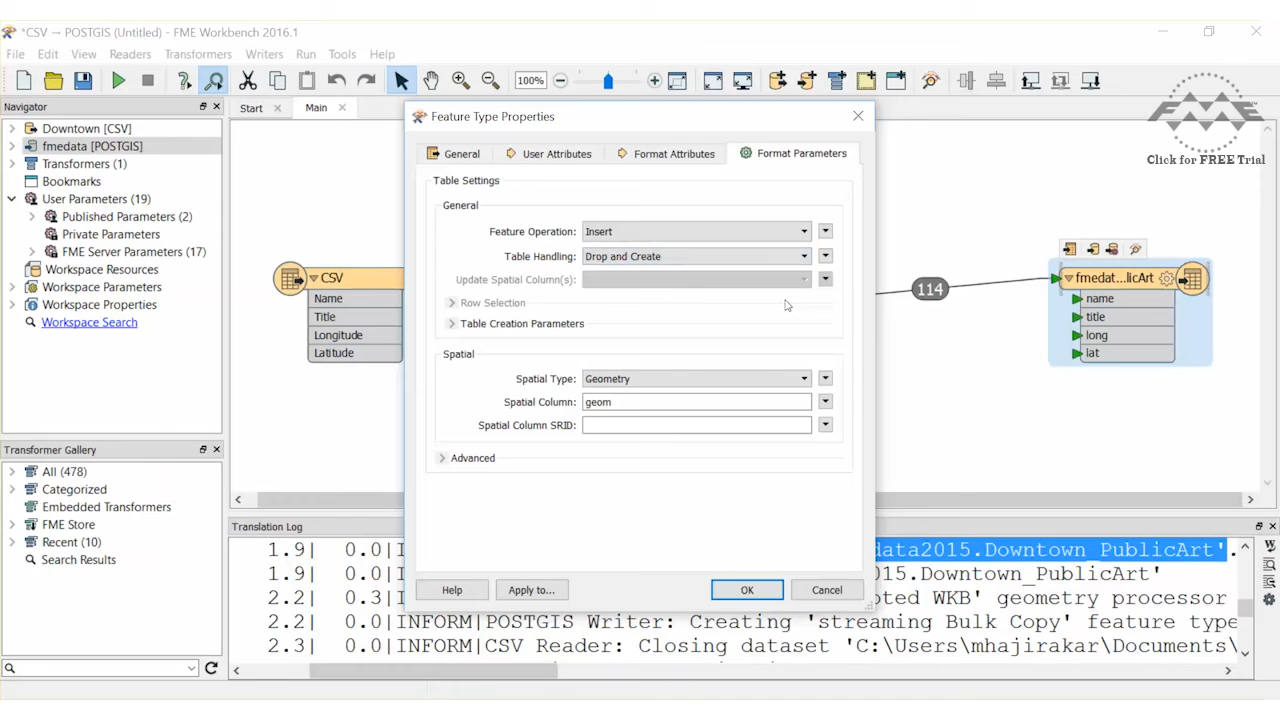 *CSV → POSTGIS (Untitled) - FME Workbench 2016.1
File Edit View Readers Transformers Writers Run Tools Help
100%
Navigator
Start Main
Downtown [CSV]
fmedata [POSTGIS]
Transformers (1)
Bookmarks
User Parameters (19)
Published Parameters (2)
Private Parameters
FME Server Parameters (17)
Workspace Resources
Workspace Parameters
Workspace Properties
Workspace Search
Transformer Gallery
All (478)
Categorized
Embedded Transformers
FME Store
Recent (10)
Search Results
CSV
Name
Title
Longitude
Latitude
Feature Type Properties
General User Attributes Format Attributes Format Parameters
Table Settings
General
Feature Operation: Insert
Table Handling: Drop and Create
Update Spatial Column(s):
Row Selection
Table Creation Parameters
Spatial
Spatial Type: Geometry
Spatial Column: geom
Spatial Column SRID:
Advanced
Help Apply to... OK Cancel
114
fmedat...licArt
name
title
long
lat
FME
Click for FREE Trial
Translation Log
1.9| 0.0|I data2015.Downtown_PublicArt'.
1.9| 0.0|I 15.Downtown_PublicArt'
2.2| 0.3|I oted WKB' geometry processor
2.2| 0.0|INFORM|POSTGIS Writer: Creating 'streaming Bulk Copy' feature type
2.3| 0.0|INFORM|CSV Reader: Closing dataset 'C:\Users\mhajirakar\Documents\